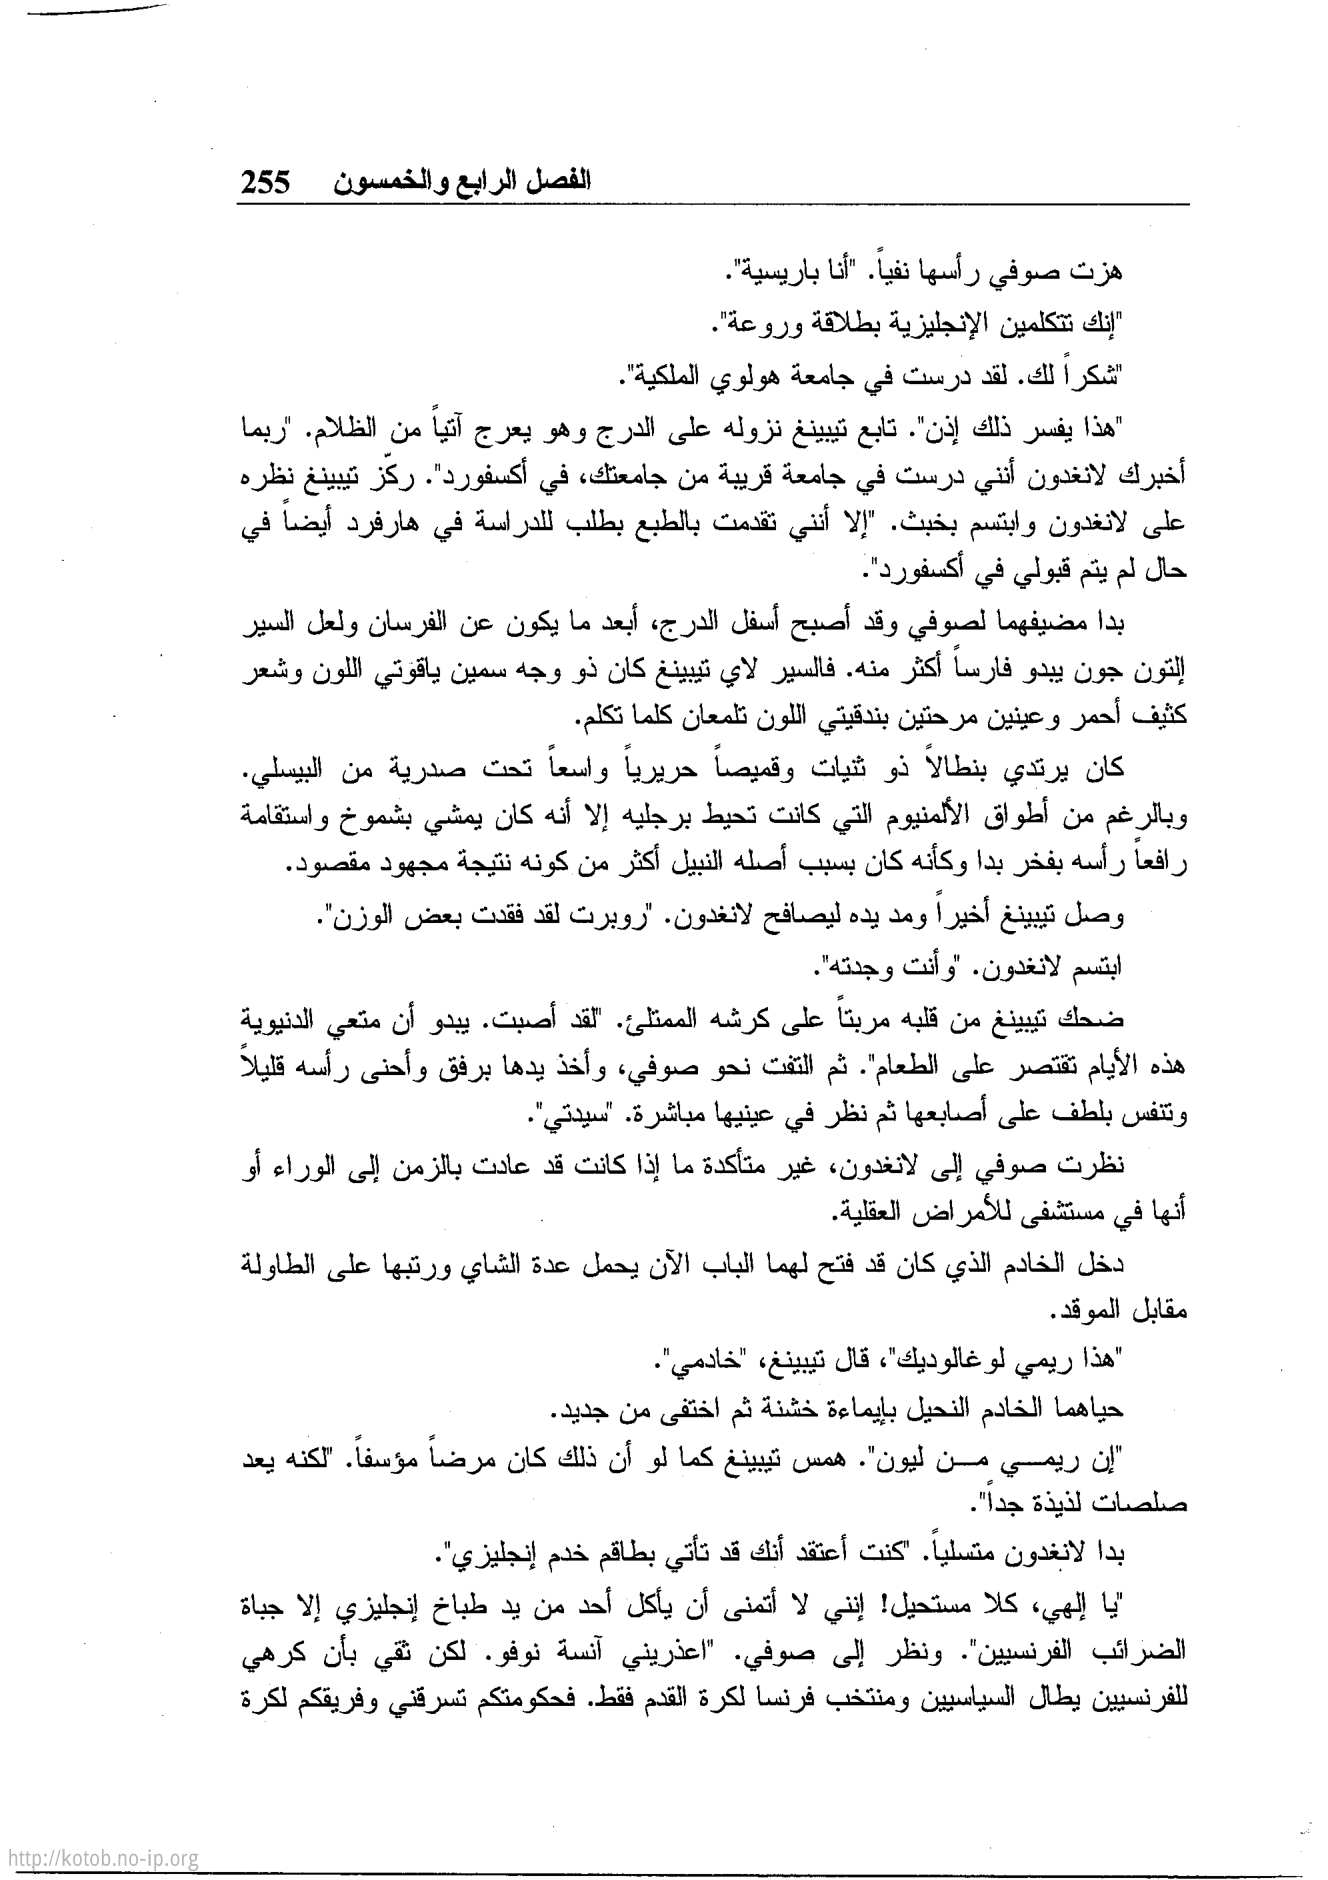 الفصل الرابع والخمسون 255
هزت صوفي رأسها نفياً. "أنا باريسية".
"إنك تتكلمين الإنجليزية بطلاقة وروعة".
"شكراً لك. لقد درست في جامعة هولوي الملكية".
"هذا يفسر ذلك إذن". تابع تيبينغ نزوله على الدرج وهو يعرج آتياً من الظلام. "ربما
أخبرك لانغدون أنني درست في جامعة قريبة من جامعتك، في أكسفورد". ركّز تيبينغ نظره
على لانغدون وابتسم بخبث. "إلا أنني تقدمت بالطبع بطلب للدراسة في هارفرد أيضاً في
حال لم يتم قبولي في أكسفورد".
بدا مضيفهما لصوفي وقد أصبح أسفل الدرج، أبعد ما يكون عن الفرسان ولعل السير
إلتون جون يبدو فارساً أكثر منه. فالسير لاي تيبينغ كان ذو وجه سمين ياقوتي اللون وشعر
كثيف أحمر وعينين مرحتين بندقيتي اللون تلمعان كلما تكلم.
كان يرتدي بنطالاً ذو ثنيات وقميصاً حريرياً واسعاً تحت صدرية من البيسلي.
وبالرغم من أطواق الألمنيوم التي كانت تحيط برجليه إلا أنه كان يمشي بشموخ واستقامة
رافعاً رأسه بفخر بدا وكأنه كان بسبب أصله النبيل أكثر من كونه نتيجة مجهود مقصود.
وصل تيبينغ أخيراً ومد يده ليصافح لانغدون. "روبرت لقد فقدت بعض الوزن".
ابتسم لانغدون. "وأنت وجدته".
ضحك تيبينغ من قلبه مربتاً على كرشه الممتلئ. "لقد أصبت. يبدو أن متعي الدنيوية
هذه الأيام تقتصر على الطعام". ثم التفت نحو صوفي، وأخذ يدها برفق وأحنى رأسه قليلاً
وتنفس بلطف على أصابعها ثم نظر في عينيها مباشرة. "سيدتي".
نظرت صوفي إلى لانغدون، غير متأكدة ما إذا كانت قد عادت بالزمن إلى الوراء أو
أنها في مستشفى للأمراض العقلية.
دخل الخادم الذي كان قد فتح لهما الباب الآن يحمل عدة الشاي ورتبها على الطاولة
مقابل الموقد.
"هذا ريمي لوغالوديك"، قال تيبينغ، "خادمي".
حياهما الخادم النحيل بإيماءة خشنة ثم اختفى من جديد.
"إن ريمـــي مـــن ليون". همس تيبينغ كما لو أن ذلك كان مرضاً مؤسفاً. "لكنه يعد
صلصات لذيذة جداً".
بدا لانغدون متسلياً. "كنت أعتقد أنك قد تأتي بطاقم خدم إنجليزي".
"يا إلهي، كلا مستحيل! إنني لا أتمنى أن يأكل أحد من يد طباخ إنجليزي إلا جباة
الضرائب الفرنسيين". ونظر إلى صوفي. "اعذريني آنسة نوفو. لكن ثقي بأن كرهي
للفرنسيين يطال السياسيين ومنتخب فرنسا لكرة القدم فقط. فحكومتكم تسرقني وفريقكم لكرة
http://kotob.no-ip.org